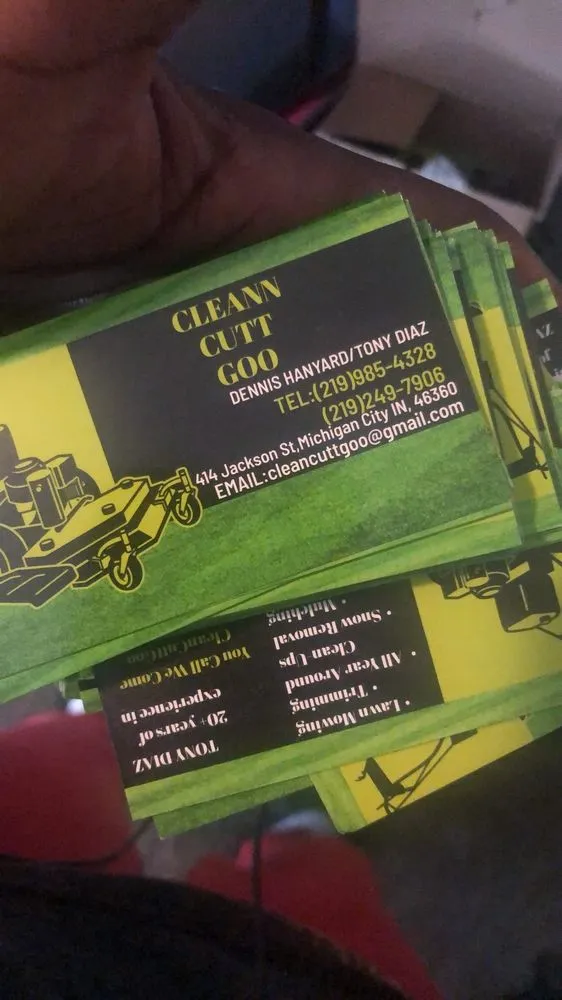 CLEANN
CUTT
GOO
DENNIS HANYARD/TONY DIAZ
TEL:(219)985-4328
(219)249-7906
414 Jackson St,Michigan City IN, 46360
EMAIL:cleancuttgoo@gmail.com
TONY DIAZ
20+ years of
experience in
You Call We Come
CleanCuttGoo
• Lawn Mowing
• Trimming
• All Year Around
Clean Ups
• Snow Removal
• Mulching
AZ